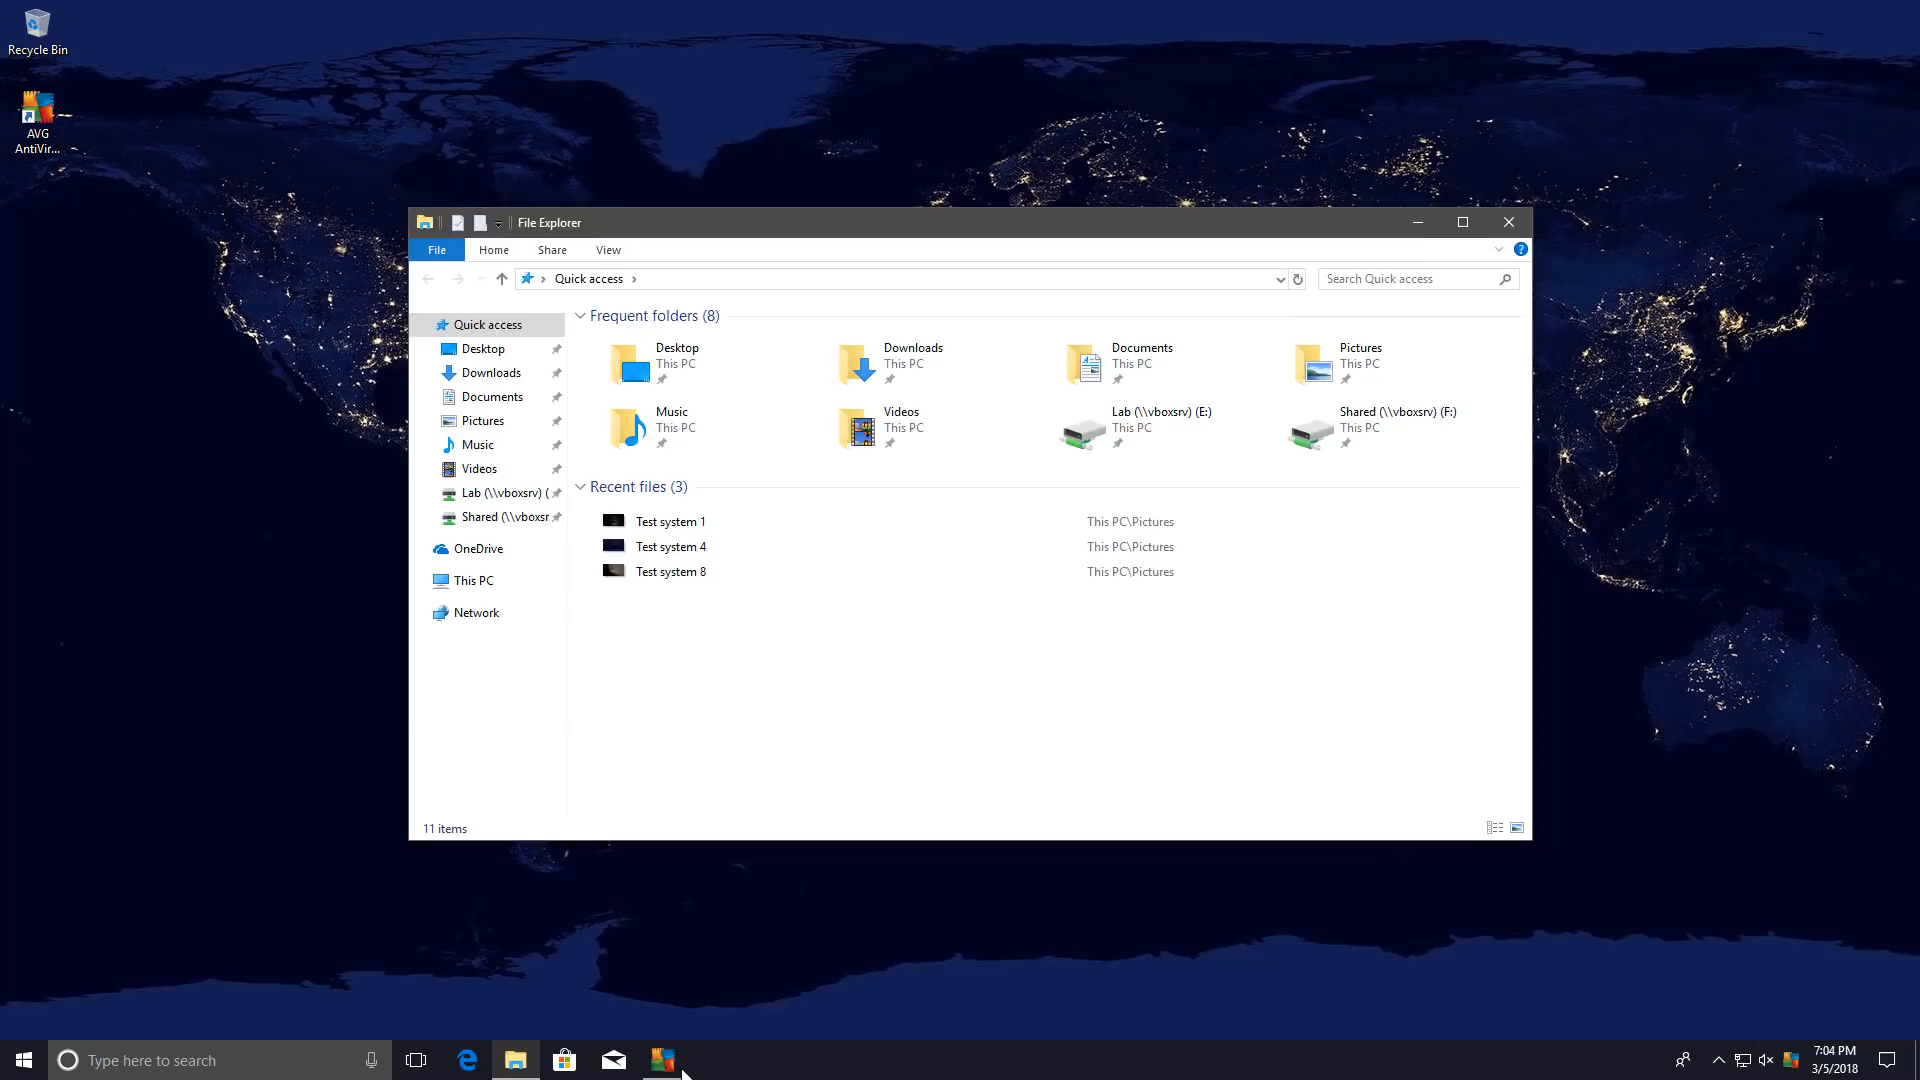 Recycle Bin
AVG
AntiVir...
File Explorer
File
Home
Share
View
Quick access
Search Quick access
Quick access
Desktop
Downloads
Documents
Pictures
Music
Videos
Lab (\\vboxsrv) (
Shared (\\vboxsr
OneDrive
This PC
Network
Frequent folders (8)
Desktop
This PC
Downloads
This PC
Documents
This PC
Pictures
This PC
Music
This PC
Videos
This PC
Lab (\\vboxsrv) (E:)
This PC
Shared (\\vboxsrv) (F:)
This PC
Recent files (3)
Test system 1
This PC\Pictures
Test system 4
This PC\Pictures
Test system 8
This PC\Pictures
11 items
Type here to search
7:04 PM
3/5/2018